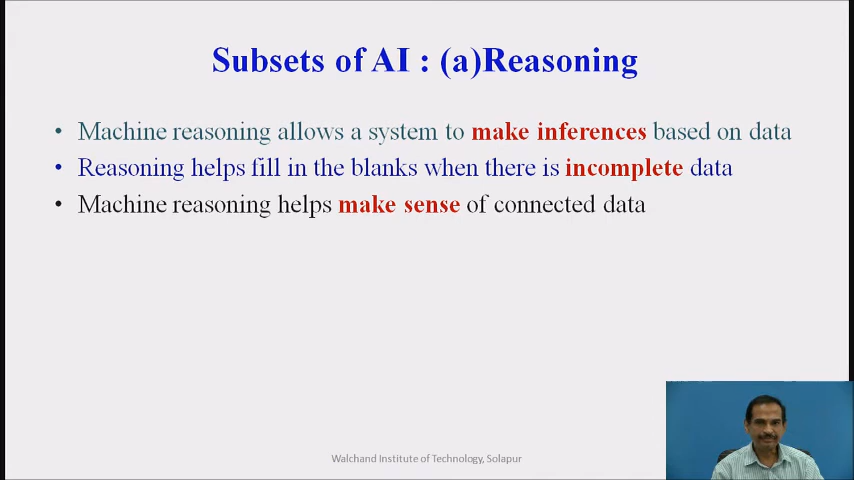 Subsets of AI : (a)Reasoning
• Machine reasoning allows a system to make inferences based on data
• Reasoning helps fill in the blanks when there is incomplete data
• Machine reasoning helps make sense of connected data
Walchand Institute of Technology, Solapur